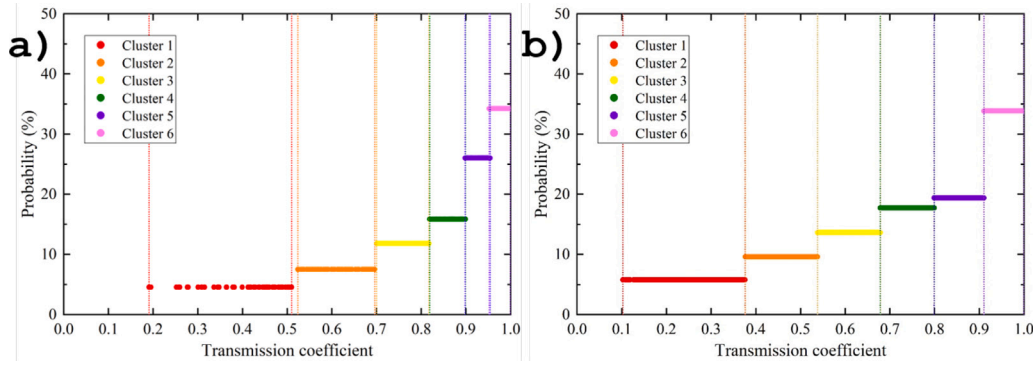 a)
50
40
30
20
10
0
Probability (%)
Cluster 1
Cluster 2
Cluster 3
Cluster 4
Cluster 5
Cluster 6
0.0 0.1 0.2 0.3 0.4 0.5 0.6 0.7 0.8 0.9 1.0
Transmission coefficient
b)
50
40
30
20
10
0
Probability (%)
Cluster 1
Cluster 2
Cluster 3
Cluster 4
Cluster 5
Cluster 6
0.0 0.1 0.2 0.3 0.4 0.5 0.6 0.7 0.8 0.9 1.0
Transmission coefficient